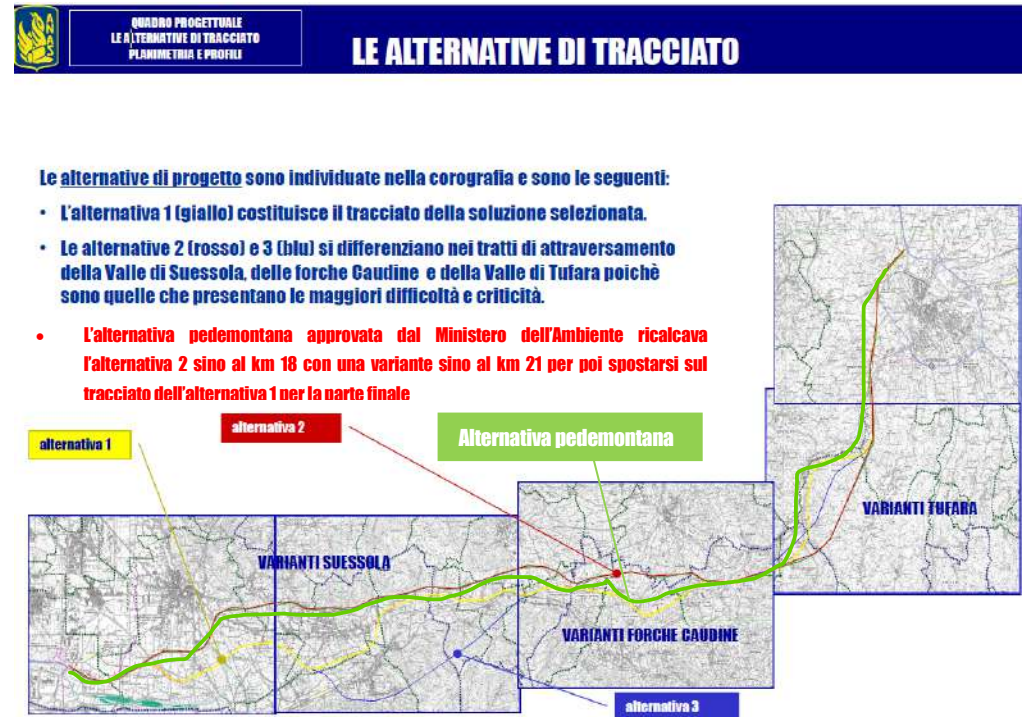 QUADRO PROGETTUALE
LE ALTERNATIVE DI TRACCIATO
PLANIMETRIA E PROFILI
LE ALTERNATIVE DI TRACCIATO
Le alternative di progetto sono individuate nella corografia e sono le seguenti:
• L'alternativa 1 (giallo) costituisce il tracciato della soluzione selezionata.
• Le alternative 2 (rosso) e 3 (blu) si differenziano nei tratti di attraversamento
della Valle di Suessola, delle forche Caudine e della Valle di Tufara poichè
sono quelle che presentano le maggiori difficoltà e criticità.
• L'alternativa pedemontana approvata dal Ministero dell'Ambiente ricalcava
l'alternativa 2 sino al km 18 con una variante sino al km 21 per poi spostarsi sul
tracciato dell'alternativa 1 per la parte finale
alternativa 1
alternativa 2
Alternativa pedemontana
VARIANTI TUFARA
VARIANTI SUESSOLA
VARIANTI FORCHE CAUDINE
alternativa 3